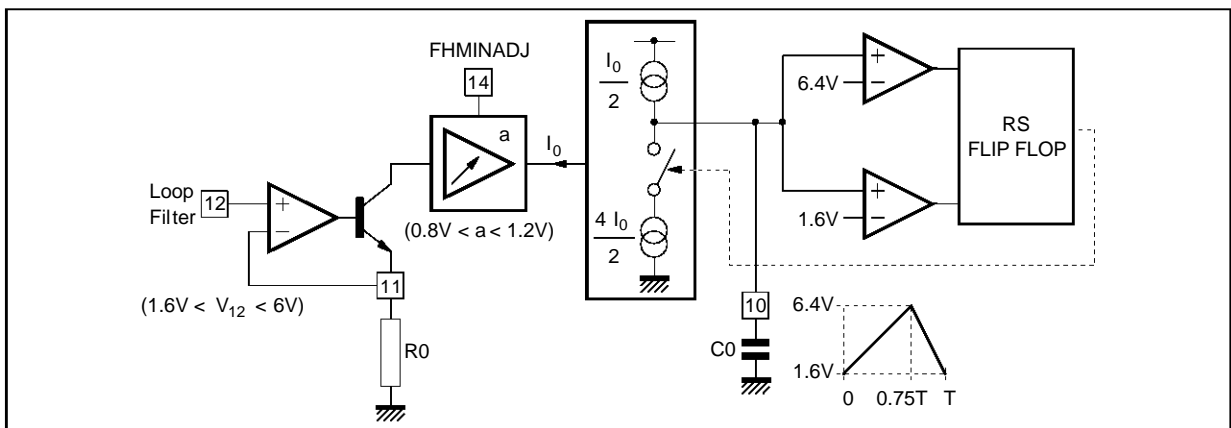 FHMINADJ
14
a
I0
I0
2
4 I0
2
Loop
Filter
12
+
−
(0.8V < a < 1.2V)
11
(1.6V < V12 < 6V)
R0
+
6.4V
−
+
1.6V
−
RS
FLIP FLOP
10
C0
6.4V
1.6V
0 0.75T T